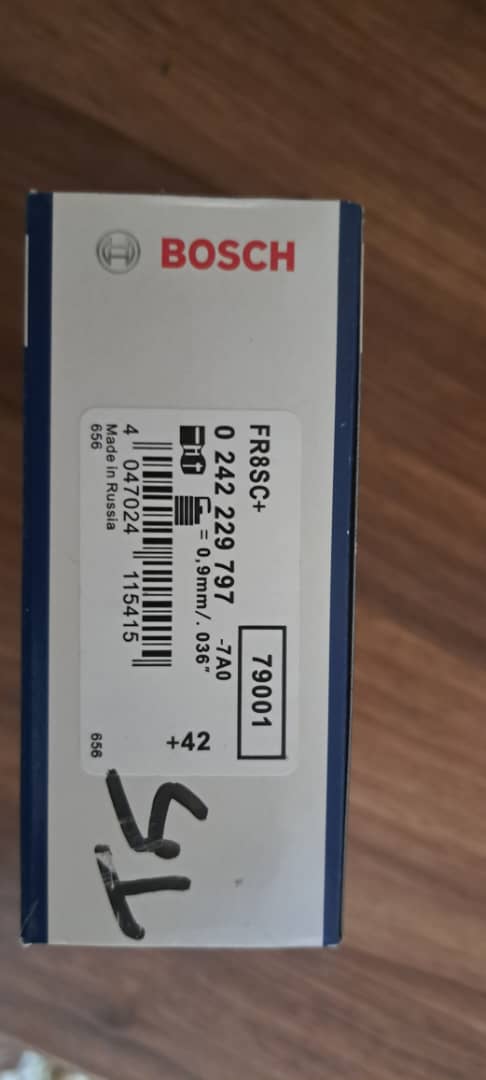 BOSCH
FR8SC+
79001
0 242 229 797
-7A0
= 0,9mm/. 036"
+42
4 047024 115415
Made in Russia
656
656